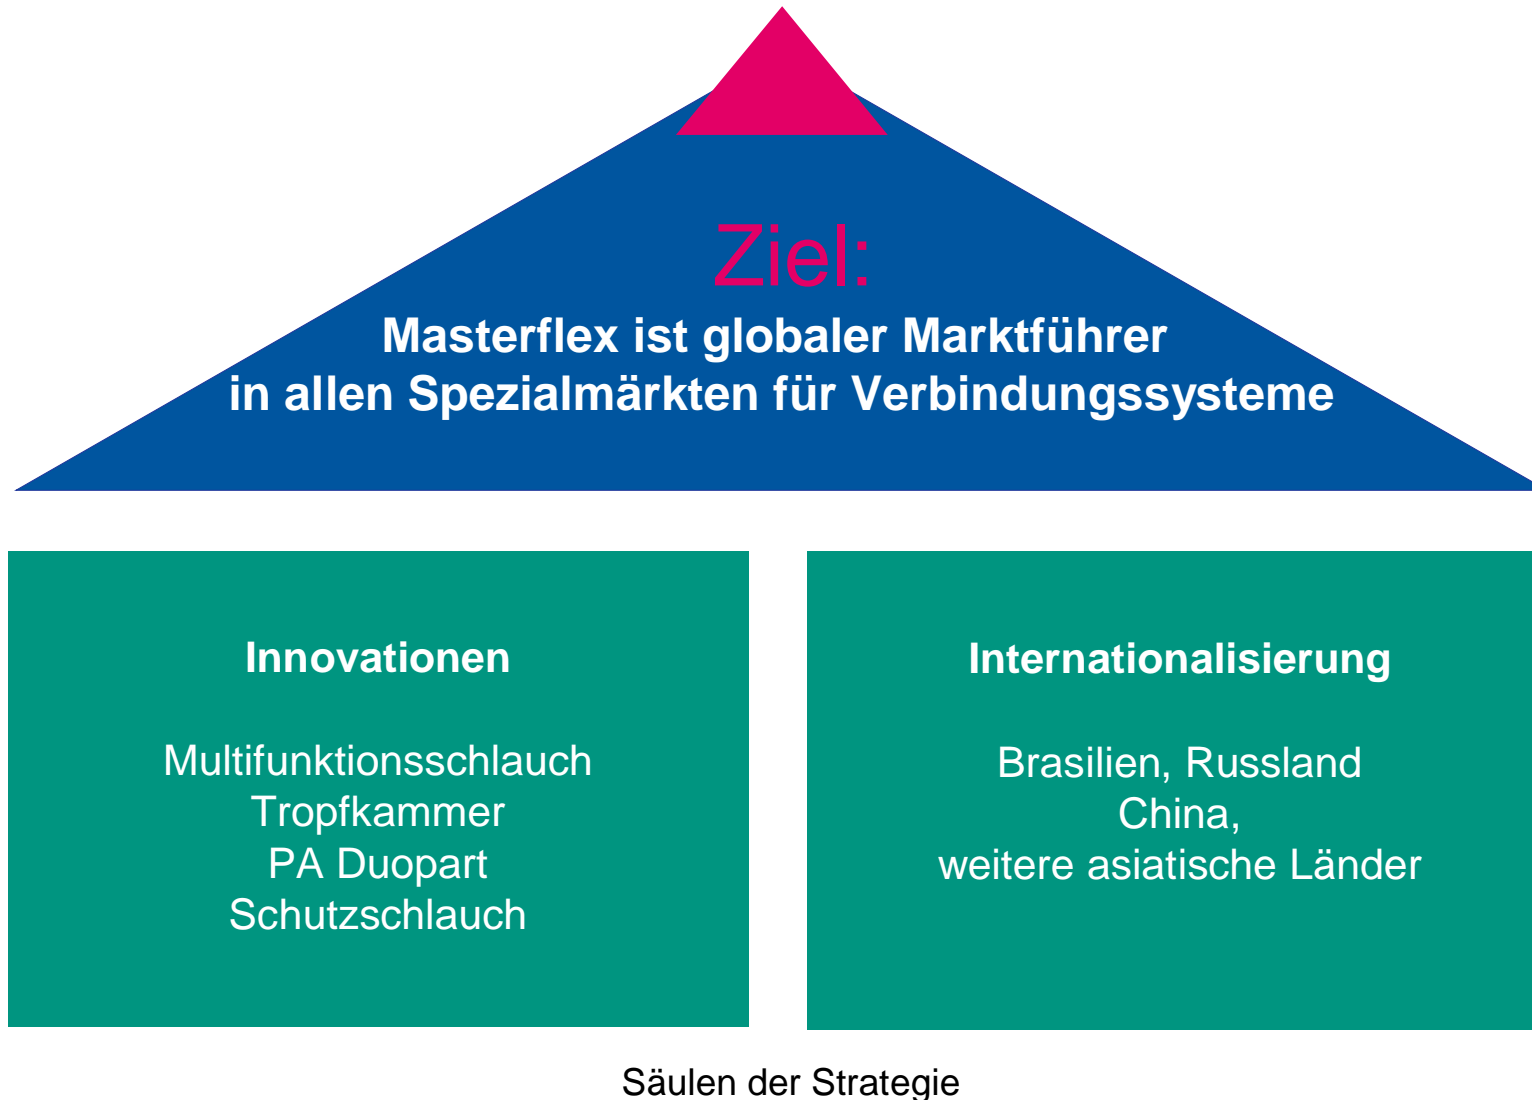 Ziel:
Masterflex ist globaler Marktführer
in allen Spezialmärkten für Verbindungssysteme
Innovationen
Multifunktionsschlauch
Tropfkammer
PA Duopart
Schutzschlauch
Internationalisierung
Brasilien, Russland
China,
weitere asiatische Länder
Säulen der Strategie